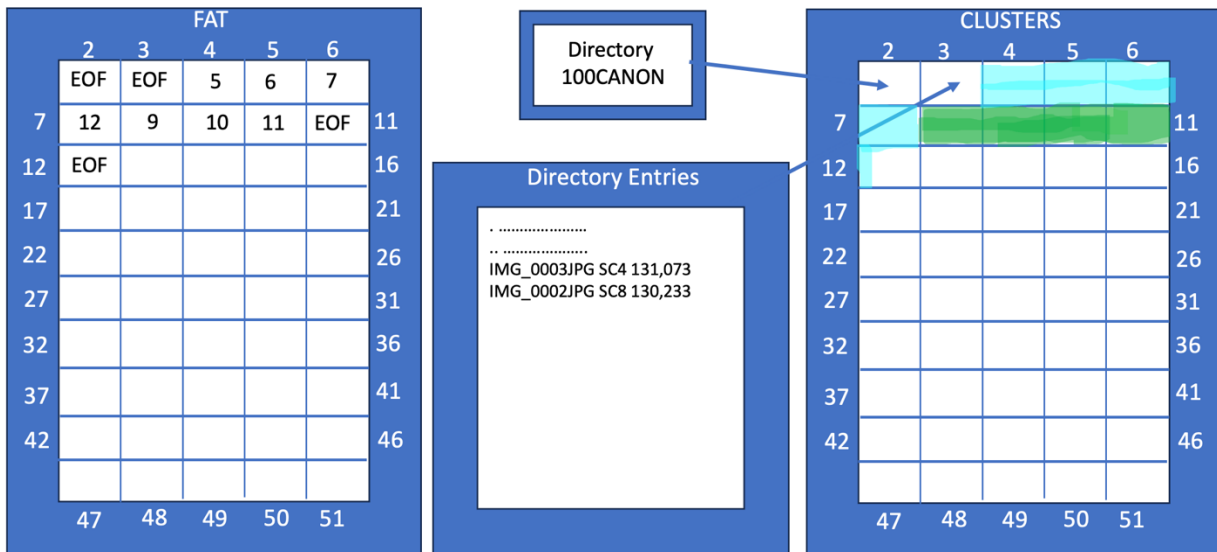 FAT
2 3 4 5 6
EOF EOF 5 6 7
7 12 9 10 11 EOF 11
12 EOF 16
17 21
22 26
27 31
32 36
37 41
42 46
47 48 49 50 51
Directory
100CANON
Directory Entries
. .....................
.. ....................
IMG_0003JPG SC4 131,073
IMG_0002JPG SC8 130,233
CLUSTERS
2 3 4 5 6
7 11
12 16
17 21
22 26
27 31
32 36
37 41
42 46
47 48 49 50 51